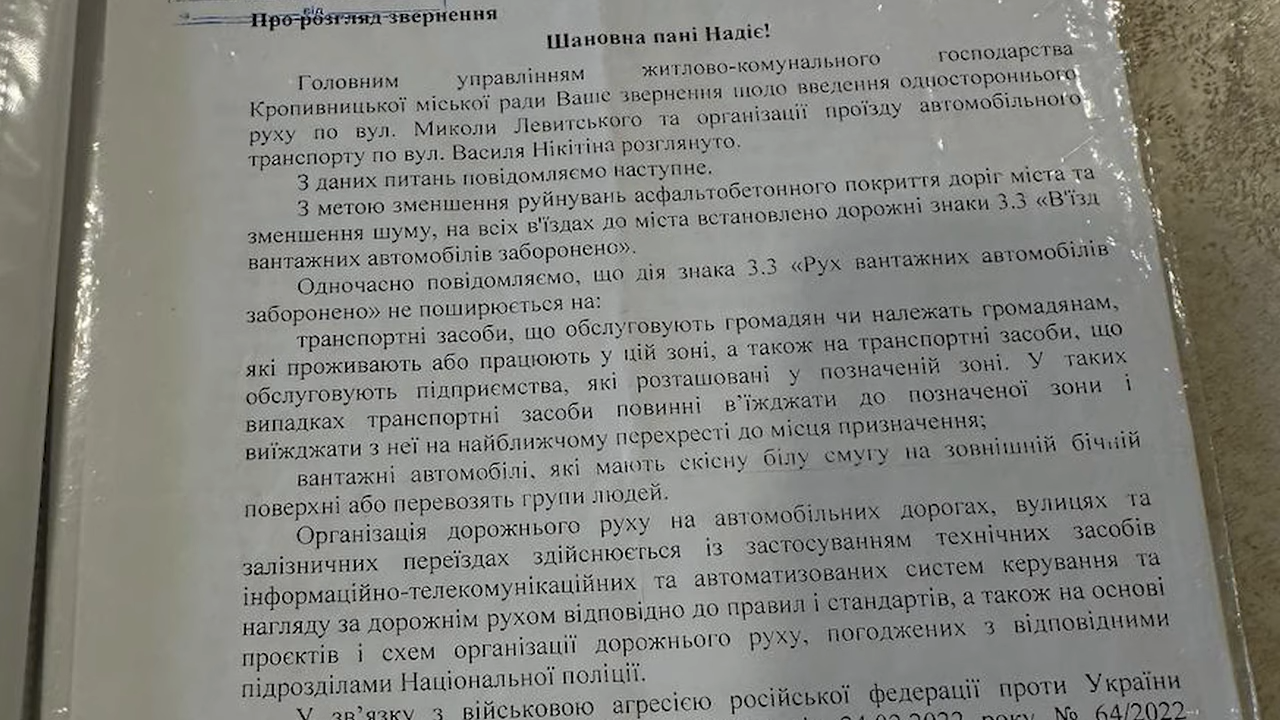 від
Про розгляд звернення
Шановна пані Надіє!
Головним управлінням житлово-комунального господарства
Кропивницької міської ради Ваше звернення щодо введення одностороннього
руху по вул. Миколи Левитського та організації проїзду автомобільного
транспорту по вул. Василя Нікітіна розглянуто.
З даних питань повідомляємо наступне.
З метою зменшення руйнувань асфальтобетонного покриття доріг міста та
зменшення шуму, на всіх в'їздах до міста встановлено дорожні знаки 3.3 «В'їзд
вантажних автомобілів заборонено».
Одночасно повідомляємо, що дія знака 3.3 «Рух вантажних автомобілів
заборонено» не поширюється на:
транспортні засоби, що обслуговують громадян чи належать громадянам,
які проживають або працюють у цій зоні, а також на транспортні засоби, що
обслуговують підприємства, які розташовані у позначеній зоні. У таких
випадках транспортні засоби повинні в'їжджати до позначеної зони і
виїжджати з неї на найближчому перехресті до місця призначення;
вантажні автомобілі, які мають скісну білу смугу на зовнішній бічній
поверхні або перевозять групи людей.
Організація дорожнього руху на автомобільних дорогах, вулицях та
залізничних переїздах здійснюється із застосуванням технічних засобів
інформаційно-телекомунікаційних та автоматизованих систем керування та
нагляду за дорожнім рухом відповідно до правил і стандартів, а також на основі
проєктів і схем організації дорожнього руху, погоджених з відповідними
підрозділами Національної поліції.
У зв'язку з військовою агресією російської федерації проти України
24.02.2022 року № 64/2022